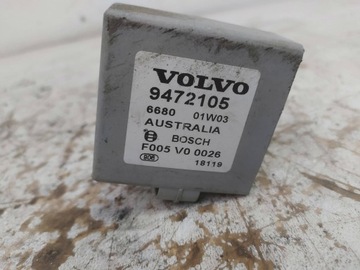 VOLVO
9472105
6680 01W03
AUSTRALIA
BOSCH
F005 V0 0026
18119